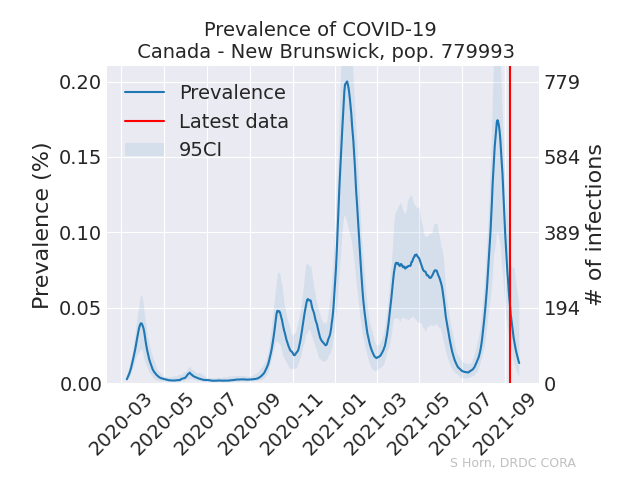 Prevalence of COVID-19
Canada - New Brunswick, pop. 779993
Prevalence
Latest data
95CI
Prevalence (%)
0.20
0.15
0.10
0.05
0.00
779
584
389
194
0
# of infections
2020-03
2020-05
2020-07
2020-09
2020-11
2021-01
2021-03
2021-05
2021-07
2021-09
S Horn, DRDC CORA